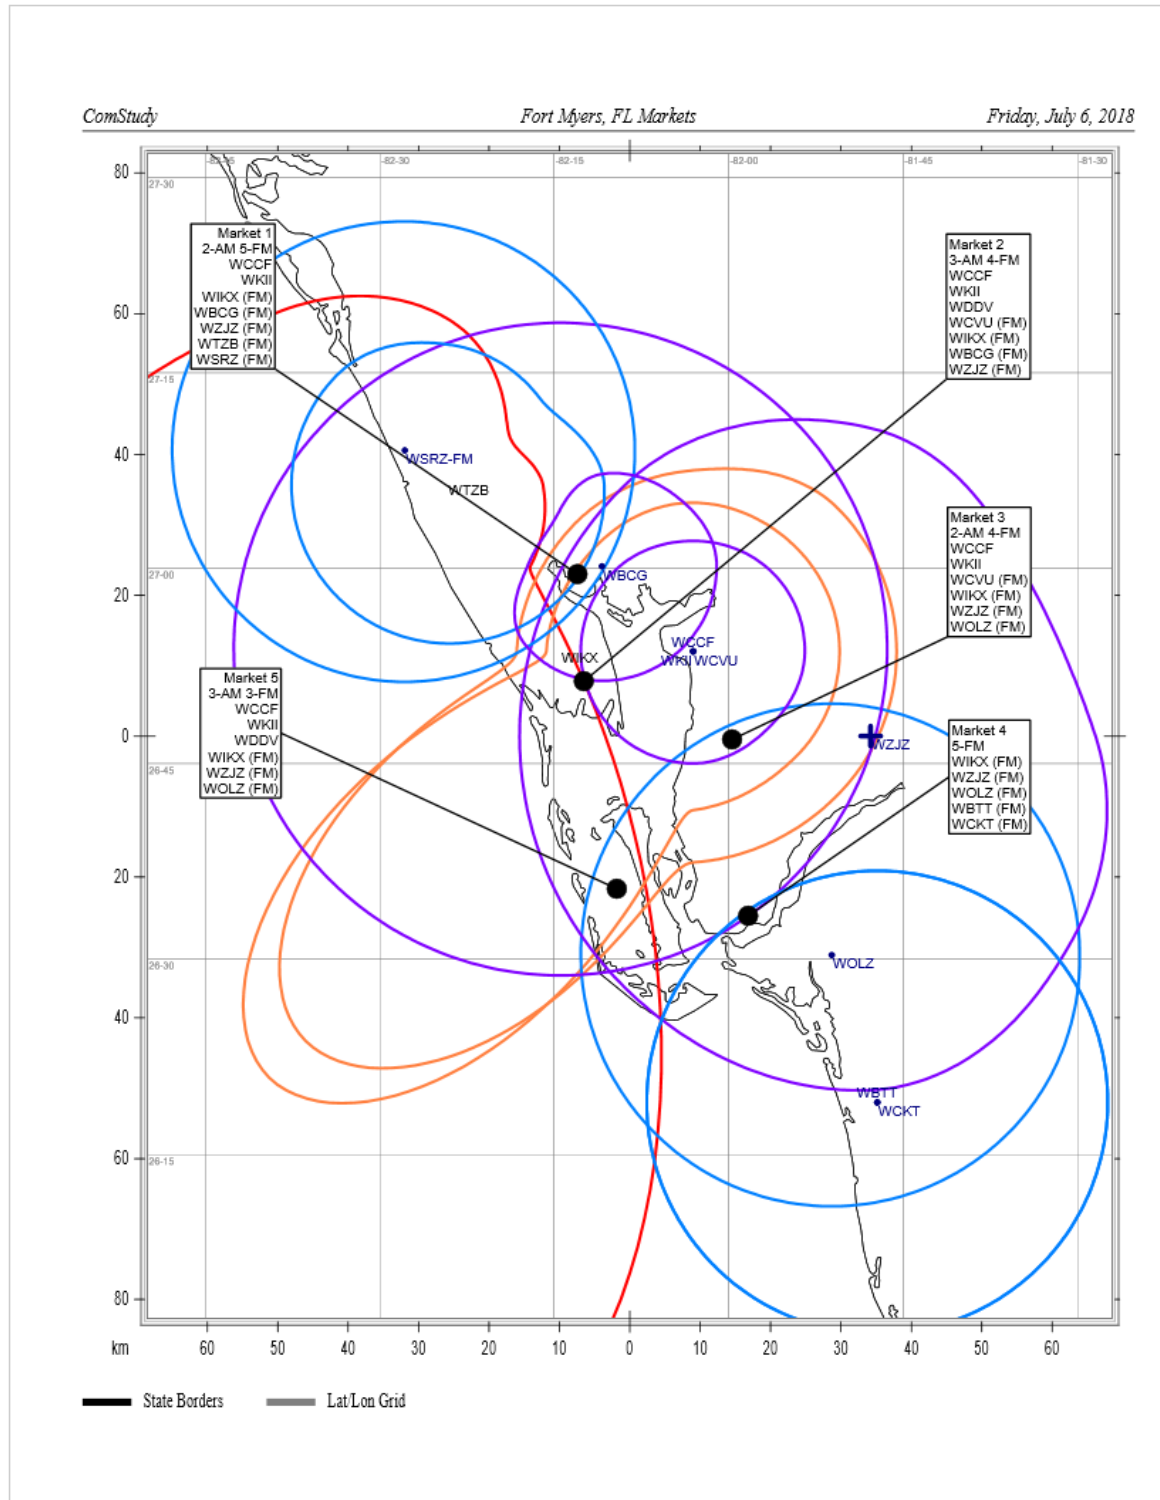 ComStudy
Fort Myers, FL Markets
Friday, July 6, 2018
-82-30
-82-15
-82-00
-81-45
-81-30
80
27-30
Market 1
2-AM 5-FM
WCCF
WKII
WIKX (FM)
WBCG (FM)
WZJZ (FM)
WTZB (FM)
WSRZ (FM)
Market 2
3-AM 4-FM
WCCF
WKII
WDDV
WCVU (FM)
WIKX (FM)
WBCG (FM)
WZJZ (FM)
60
27-15
40
WSRZ-FM
WTZB
Market 3
2-AM 4-FM
WCCF
WKII
WCVU (FM)
WIKX (FM)
WZJZ (FM)
WOLZ (FM)
27-00
WBCG
20
WCCF
WIKX
WKII WCVU
Market 5
3-AM 3-FM
WCCF
WKII
WDDV
WIKX (FM)
WZJZ (FM)
WOLZ (FM)
0
WZJZ
Market 4
5-FM
WIKX (FM)
WZJZ (FM)
WOLZ (FM)
WBTT (FM)
WCKT (FM)
26-45
20
26-30
WOLZ
40
WBTT
WCKT
60
26-15
80
km
60
50
40
30
20
10
0
10
20
30
40
50
60
State Borders
Lat/Lon Grid